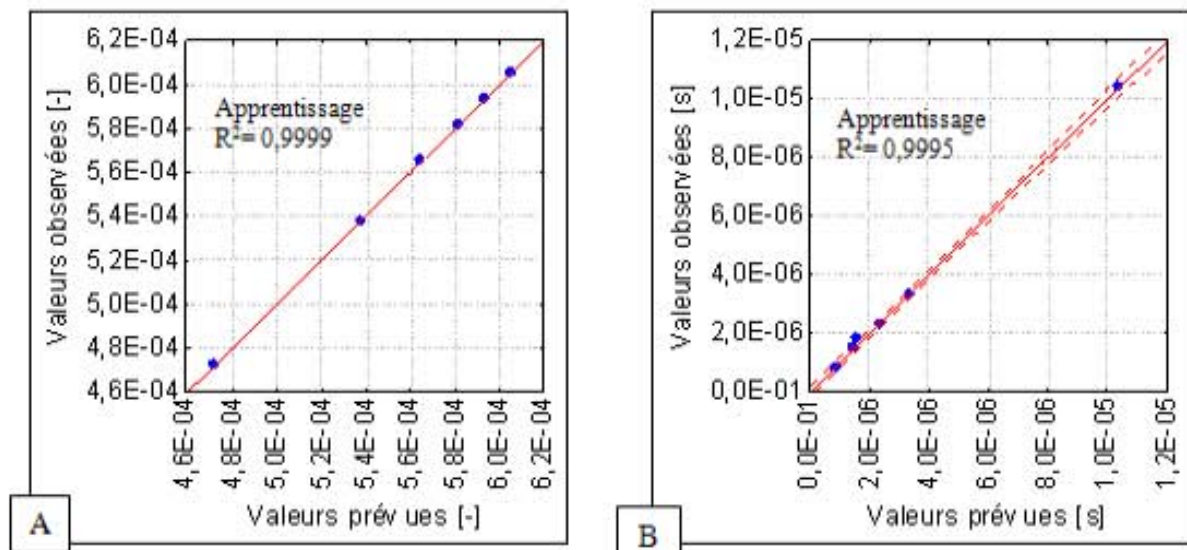 6,2E-04
6,0E-04
5,8E-04
5,6E-04
5,4E-04
5,2E-04
5,0E-04
4,8E-04
4,6E-04
Valeurs observées [-]
Apprentissage
R²= 0,9999
4,6E-04
4,8E-04
5,0E-04
5,2E-04
5,4E-04
5,6E-04
5,8E-04
6,0E-04
6,2E-04
Valeurs prév ues [-]
A
1,2E-05
1,0E-05
8,0E-06
6,0E-06
4,0E-06
2,0E-06
0,0E-01
Valeurs observées [s]
Apprentissage
R²= 0,9995
0,0E-01
2,0E-06
4,0E-06
6,0E-06
8,0E-06
1,0E-05
1,2E-05
Valeurs prév ues [s]
B